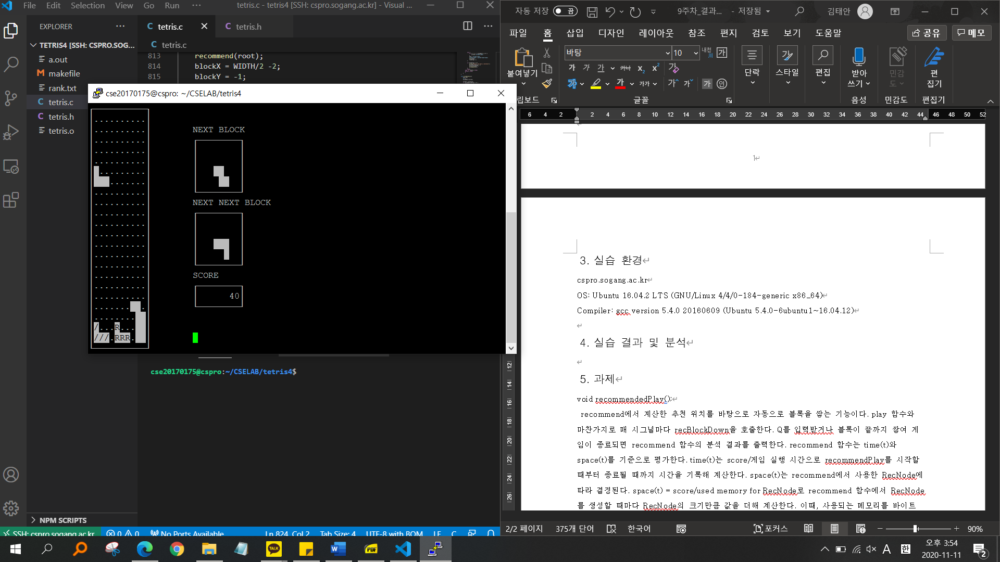 File Edit Selection View Go Run ···
tetris.c - tetris4 [SSH: cspro.sogang.ac.kr] - Visual ...
EXPLORER
TETRIS4 [SSH: CSPRO.SOG...
a.out
makefile
rank.txt
tetris.c
tetris.h
tetris.o
tetris.c
tetris.h
tetris.c
813 recommend(root);
814 blockX = WIDTH/2 -2;
815 blockY = -1;
cse20170175@cspro: ~/CSELAB/tetris4
NEXT BLOCK
NEXT NEXT BLOCK
SCORE
40
/...R...
///.RRR.
cse20170175@cspro:~/CSELAB/tetris4$
NPM SCRIPTS
SSH: cspro.sogang.ac.kr 0 0 No Ports Available Ln 824, Col 2 Tab Size: 4 UTF-8 with BOM LF C
자동 저장 끔 9주차_결과... - 저장됨 김태안
파일 홈 삽입 디자인 레이아웃 참조 편지 검토 보기 도움말 공유 메모
붙여넣기
바탕 10
내천
가 가 가 가나 X₂ X² 가
가 가 가가 가 가 가 인
단락
스타일
편집
받아
쓰기
민감
도
편
집기
립보드 글꼴 음성 민감도 편집기
6 4 2 2 4 6 8 10 12 14 16 18 20 22 24 26 28 30 32 34 36 38 40 42 44 46 48 50 52
1
12
14
16
18
20
22
24
26
3. 실습 환경
cspro.sogang.ac.kr
OS: Ubuntu 16.04.2 LTS (GNU/Linux 4/4/0-184-generic x86_64)
Compiler: gcc version 5.4.0 20160609 (Ubuntu 5.4.0-6ubuntu1~16.04.12)
4. 실습 결과 및 분석
5. 과제
void recommendedPlay();
recommend에서 계산한 추천 위치를 바탕으로 자동으로 블록을 쌓는 기능이다. play 함수와
마찬가지로 매 시그널마다 recBlockDown을 호출한다. Q를 입력받거나 블록이 끝까지 쌓여 게
임이 종료되면 recommend 함수의 분석 결과를 출력한다. recommend 함수는 time(t)와
space(t)를 기준으로 평가한다. time(t)는 score/게임 실행 시간으로 recommendPlay를 시작할
때부터 종료될 때까지 시간을 기록해 계산한다. space(t)는 recommend에서 사용한 RecNode에
따라 결정된다. space(t) = score/used memory for RecNode로 recommend 함수에서 RecNode
를 생성할 때마다 RecNode의 크기만큼 값을 더해 계산한다. 이때, 사용되는 메모리를 바이트
2/2 페이지 375개 단어 한국어 포커스 90%
TALK
PDF
A 한
오후 3:54
2020-11-11
2